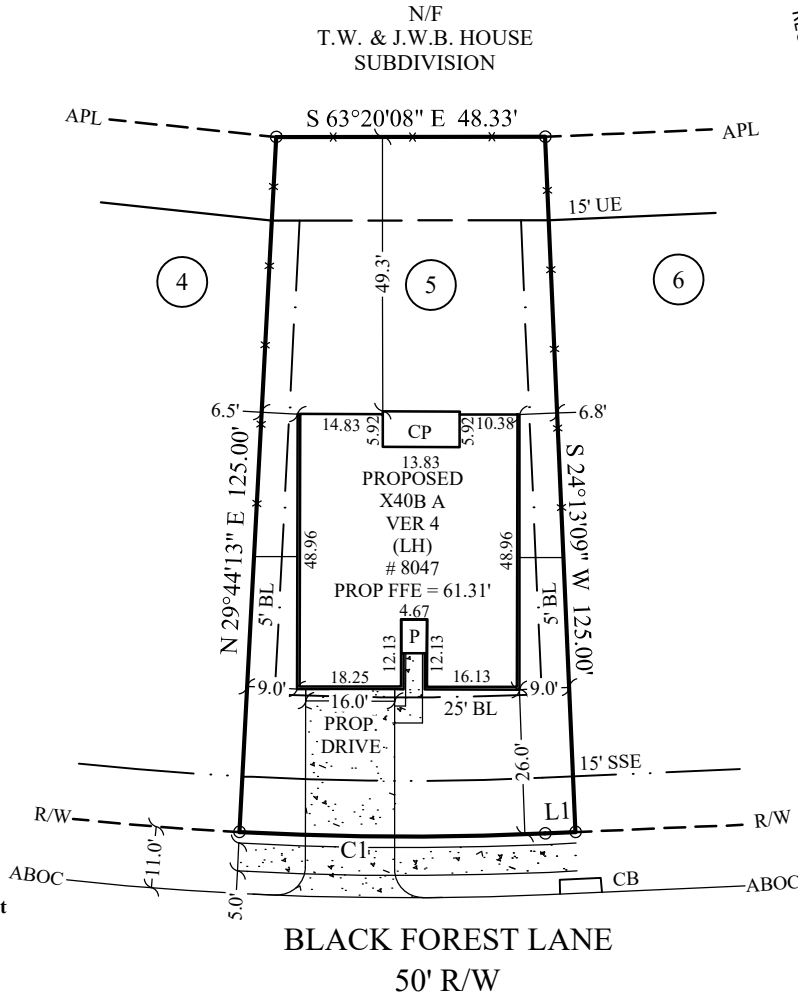 N/F
T.W. & J.W.B. HOUSE
SUBDIVISION
APL
S 63°20'08" E 48.33'
APL
15' UE
4
5
6
49.3'
6.5'
14.83
5.92
CP
5.92
10.38
6.8'
13.83
PROPOSED
X40B A
VER 4
(LH)
# 8047
PROP FFE = 61.31'
N 29°44'13" E 125.00'
S 24°13'09" W 125.00'
48.96
48.96
5' BL
5' BL
4.67
P
12.13
12.13
18.25
16.13
9.0'
16.0'
25' BL
9.0'
PROP.
DRIVE
26.0'
15' SSE
L1
R/W
R/W
11.0'
C1
ABOC
CB
ABOC
t
5.0'
BLACK FOREST LANE
50' R/W